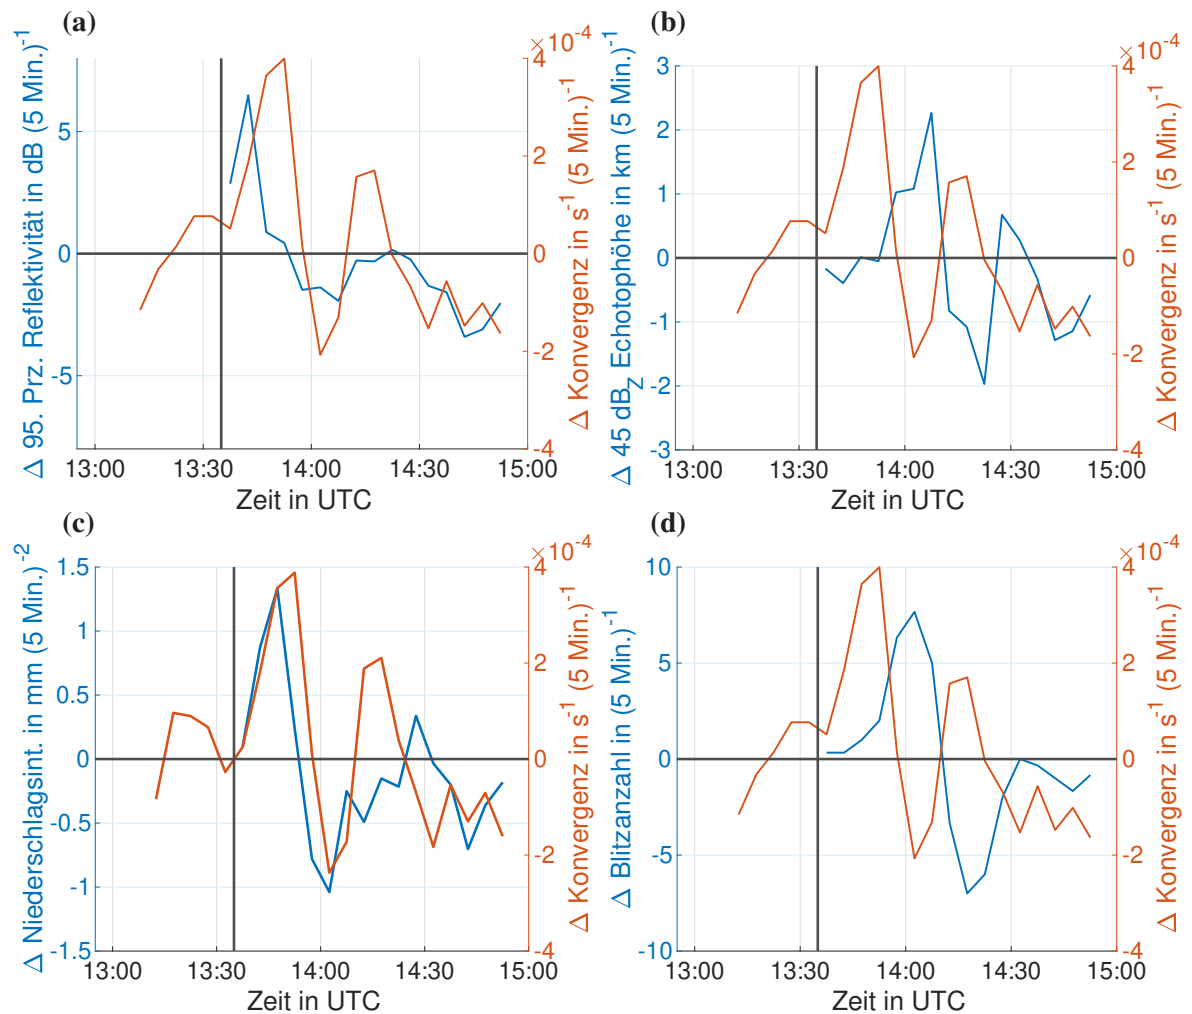 (a)
×10⁻⁴
Δ 95. Prz. Reflektivität in dB (5 Min.)⁻¹
5
0
-5
4
2
0
-2
-4
Δ Konvergenz in s⁻¹ (5 Min.)⁻¹
13:00 13:30 14:00 14:30 15:00
Zeit in UTC
(b)
×10⁻⁴
Δ 45 dB_Z Echotophöhe in km (5 Min.)⁻¹
3
2
1
0
-1
-2
-3
4
2
0
-2
-4
Δ Konvergenz in s⁻¹ (5 Min.)⁻¹
13:00 13:30 14:00 14:30 15:00
Zeit in UTC
(c)
×10⁻⁴
Δ Niederschlagsint. in mm (5 Min.)⁻²
1.5
1
0.5
0
-0.5
-1
-1.5
4
2
0
-2
-4
Δ Konvergenz in s⁻¹ (5 Min.)⁻¹
13:00 13:30 14:00 14:30 15:00
Zeit in UTC
(d)
×10⁻⁴
Δ Blitzanzahl in (5 Min.)⁻¹
10
5
0
-5
-10
4
2
0
-2
-4
Δ Konvergenz in s⁻¹ (5 Min.)⁻¹
13:00 13:30 14:00 14:30 15:00
Zeit in UTC